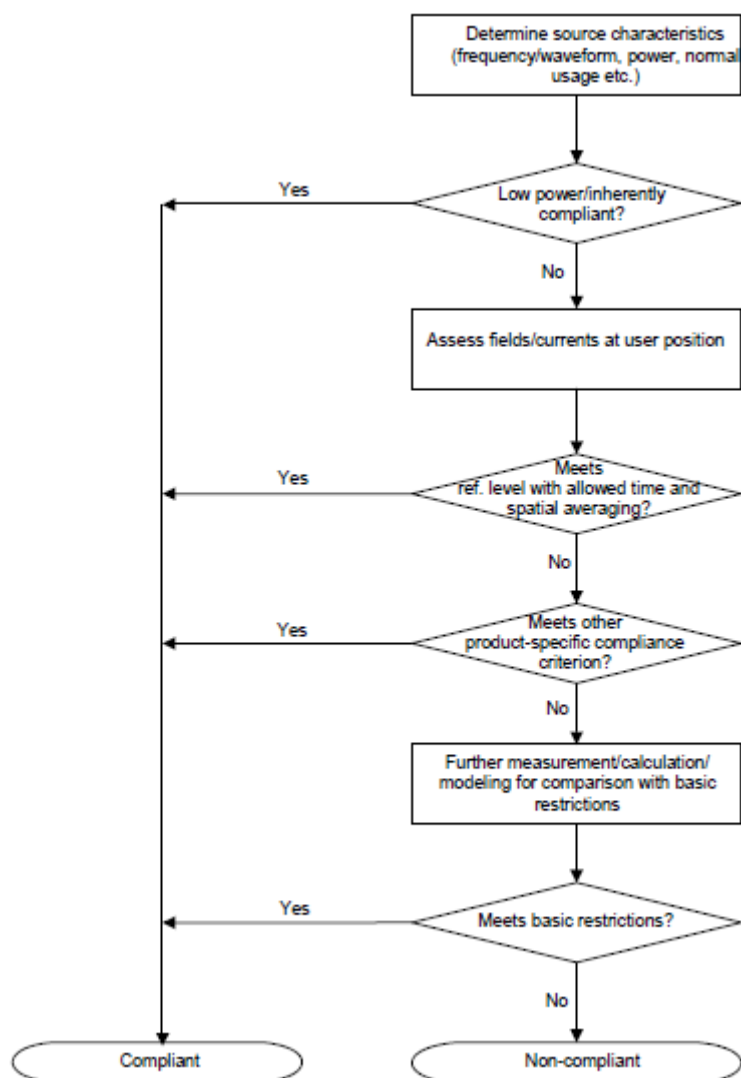 Determine source characteristics
(frequency/waveform, power, normal
usage etc.)
Yes
Low power/inherently
compliant?
No
Assess fields/currents at user position
Yes
Meets
ref. level with allowed time and
spatial averaging?
No
Yes
Meets other
product-specific compliance
criterion?
No
Further measurement/calculation/
modeling for comparison with basic
restrictions
Yes
Meets basic restrictions?
No
Compliant
Non-compliant